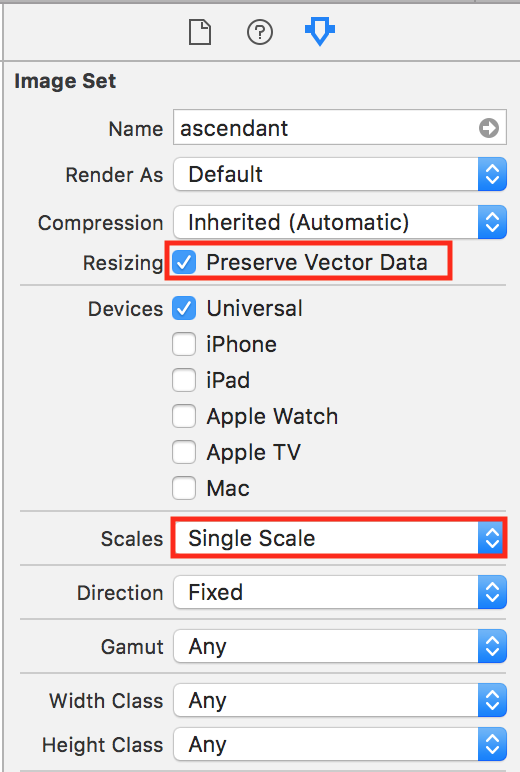 Image Set
Name ascendant
Render As Default
Compression Inherited (Automatic)
Resizing Preserve Vector Data
Devices Universal
iPhone
iPad
Apple Watch
Apple TV
Mac
Scales Single Scale
Direction Fixed
Gamut Any
Width Class Any
Height Class Any